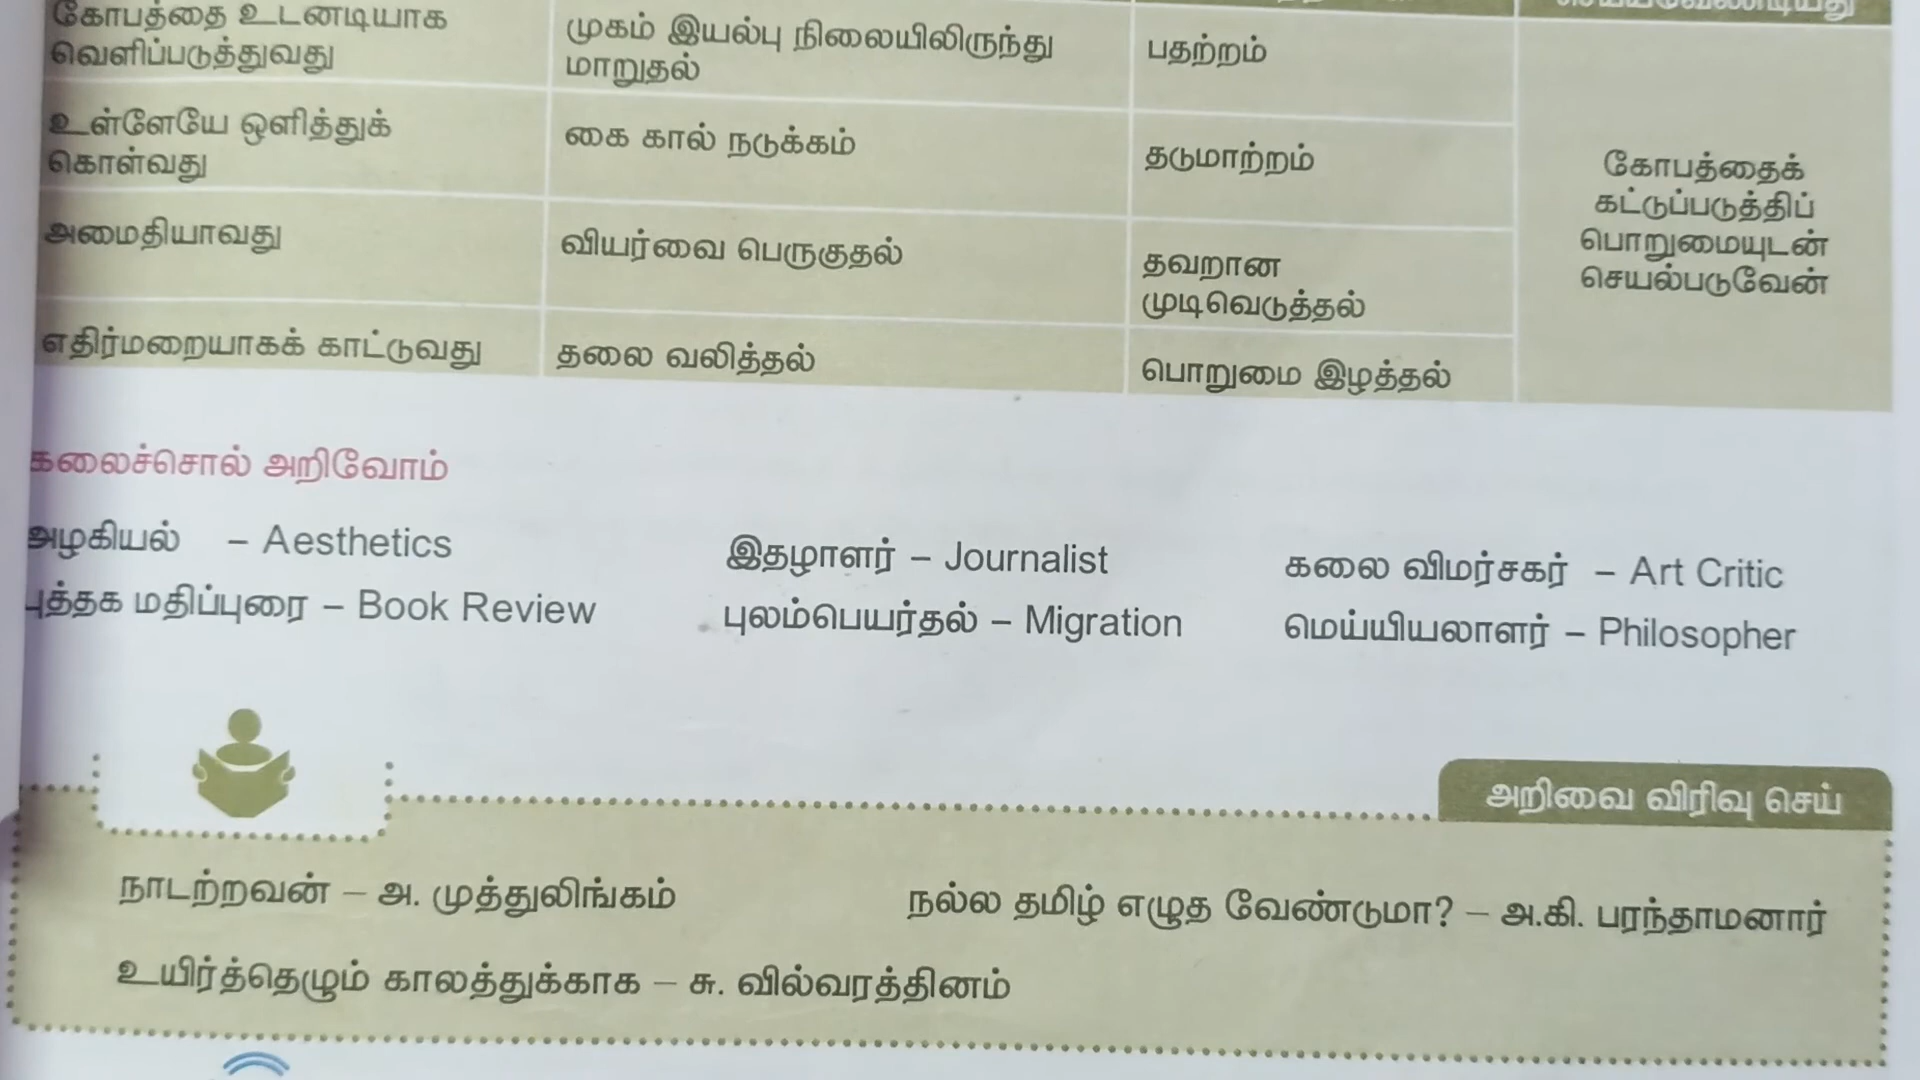 கோபத்தை உடனடியாக
வெளிப்படுத்துவது
முகம் இயல்பு நிலையிலிருந்து
மாறுதல்
பதற்றம்
உள்ளேயே ஒளித்துக்
கொள்வது
கை கால் நடுக்கம்
தடுமாற்றம்
கோபத்தைக்
கட்டுப்படுத்திப்
பொறுமையுடன்
செயல்படுவேன்
அமைதியாவது
வியர்வை பெருகுதல்
தவறான
முடிவெடுத்தல்
எதிர்மறையாகக் காட்டுவது
தலை வலித்தல்
பொறுமை இழத்தல்
கலைச்சொல் அறிவோம்
அழகியல் – Aesthetics
இதழாளர் – Journalist
கலை விமர்சகர் – Art Critic
புத்தக மதிப்புரை – Book Review
புலம்பெயர்தல் – Migration
மெய்யியலாளர் – Philosopher
அறிவை விரிவு செய்
நாடற்றவன் – அ. முத்துலிங்கம்
நல்ல தமிழ் எழுத வேண்டுமா? – அ.கி. பரந்தாமனார்
உயிர்த்தெழும் காலத்துக்காக – சு. வில்வரத்தினம்